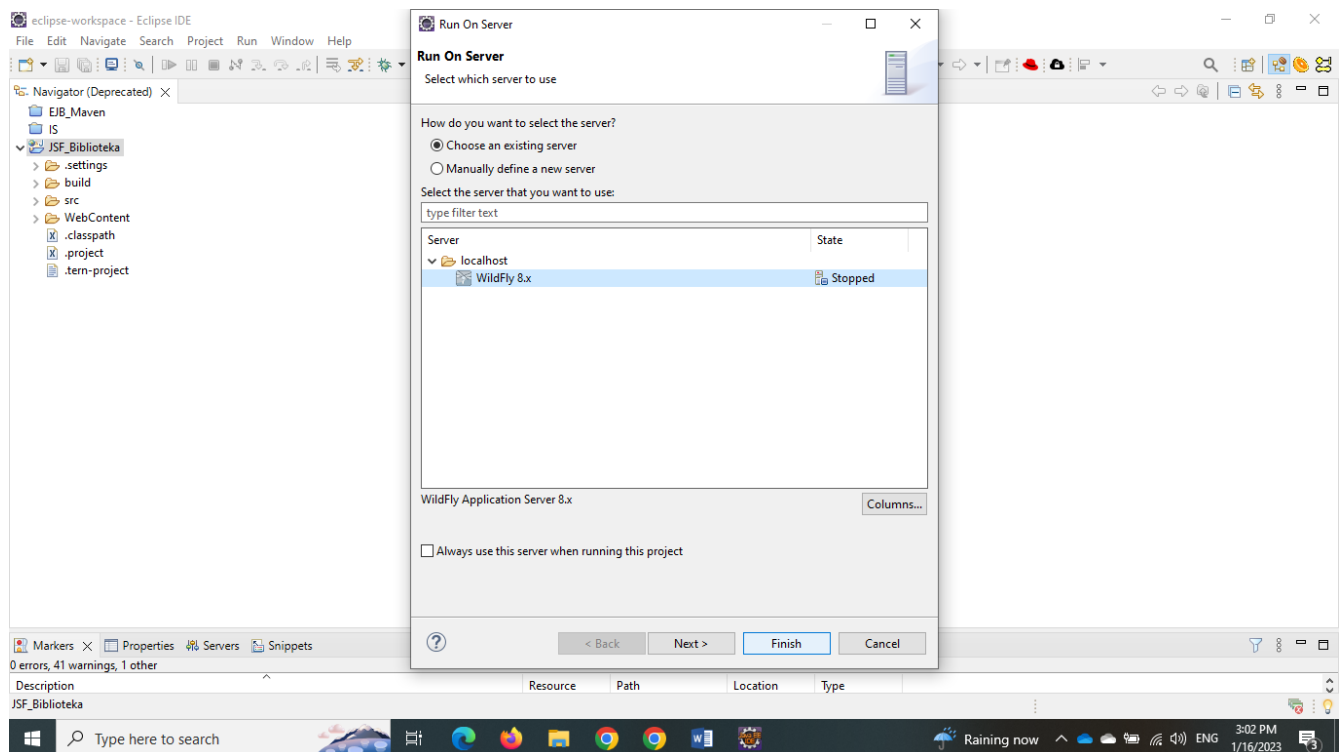 eclipse-workspace - Eclipse IDE
File Edit Navigate Search Project Run Window Help
Navigator (Deprecated)
EJB_Maven
IS
JSF_Biblioteka
.settings
build
src
WebContent
.classpath
.project
.tern-project
Run On Server
Run On Server
Select which server to use
How do you want to select the server?
Choose an existing server
Manually define a new server
Select the server that you want to use:
type filter text
Server State
localhost
WildFly 8.x Stopped
WildFly Application Server 8.x
Columns...
Always use this server when running this project
? < Back Next > Finish Cancel
Markers Properties Servers Snippets
0 errors, 41 warnings, 1 other
Description Resource Path Location Type
JSF_Biblioteka
Type here to search
Raining now ENG 3:02 PM
1/16/2023 3